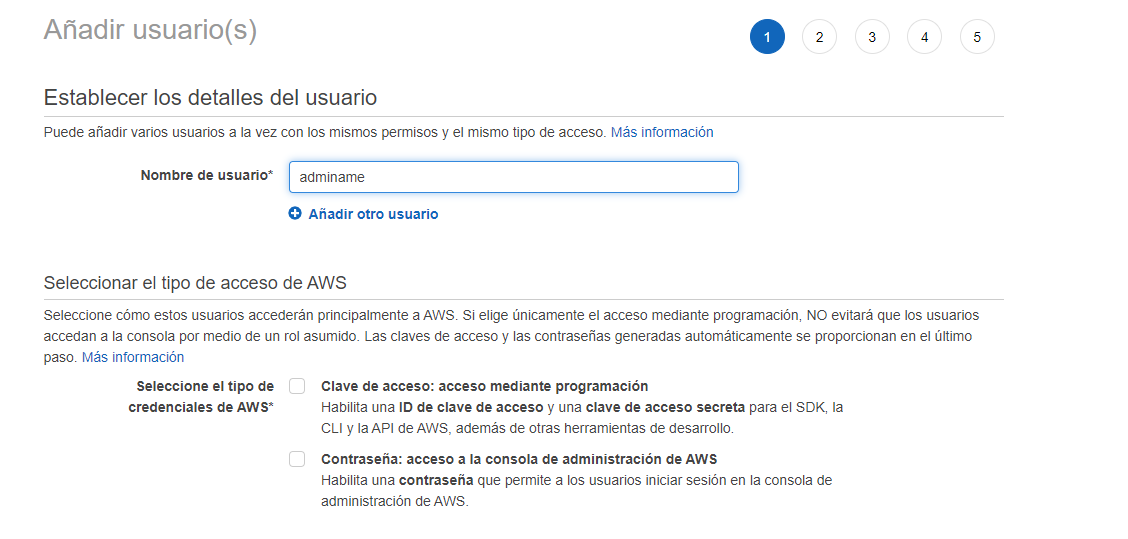 Añadir usuario(s)
1 2 3 4 5
Establecer los detalles del usuario
Puede añadir varios usuarios a la vez con los mismos permisos y el mismo tipo de acceso. Más información
Nombre de usuario* adminame
Añadir otro usuario
Seleccionar el tipo de acceso de AWS
Seleccione cómo estos usuarios accederán principalmente a AWS. Si elige únicamente el acceso mediante programación, NO evitará que los usuarios
accedan a la consola por medio de un rol asumido. Las claves de acceso y las contraseñas generadas automáticamente se proporcionan en el último
paso. Más información
Seleccione el tipo de
credenciales de AWS*
Clave de acceso: acceso mediante programación
Habilita una ID de clave de acceso y una clave de acceso secreta para el SDK, la
CLI y la API de AWS, además de otras herramientas de desarrollo.
Contraseña: acceso a la consola de administración de AWS
Habilita una contraseña que permite a los usuarios iniciar sesión en la consola de
administración de AWS.